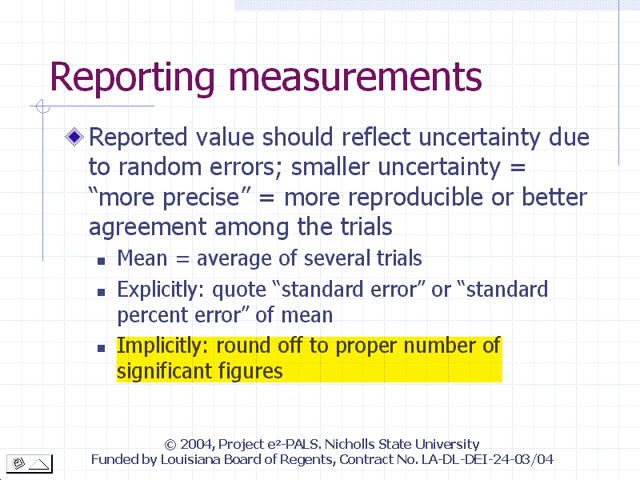 Reporting measurements
Reported value should reflect uncertainty due
to random errors; smaller uncertainty =
“more precise” = more reproducible or better
agreement among the trials
Mean = average of several trials
Explicitly: quote “standard error” or “standard
percent error” of mean
Implicitly: round off to proper number of
significant figures
© 2004, Project e²-PALS. Nicholls State University
Funded by Louisiana Board of Regents, Contract No. LA-DL-DEI-24-03/04